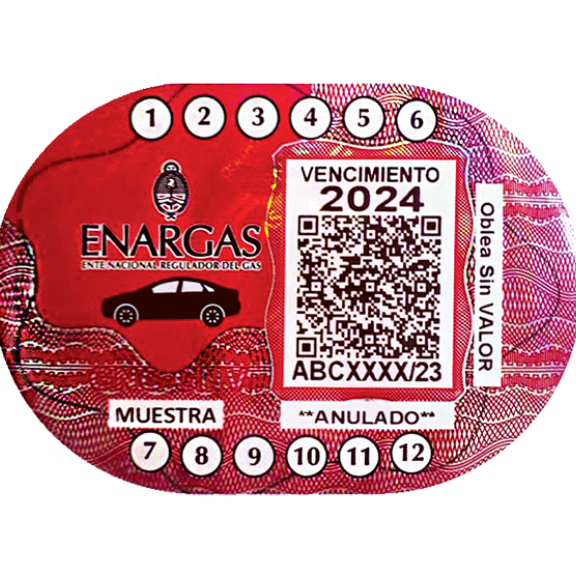 1 2 3 4 5 6
ENARGAS
ENTE NACIONAL REGULADOR DEL GAS
VENCIMIENTO
2024
ABCXXXX/23
Oblea Sin VALOR
MUESTRA
**ANULADO**
7 8 9 10 11 12